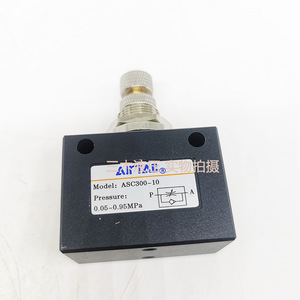 AirTAC®
Model: ASC300-10
Pressure:
0.05~0.95MPa
P A
实物拍摄